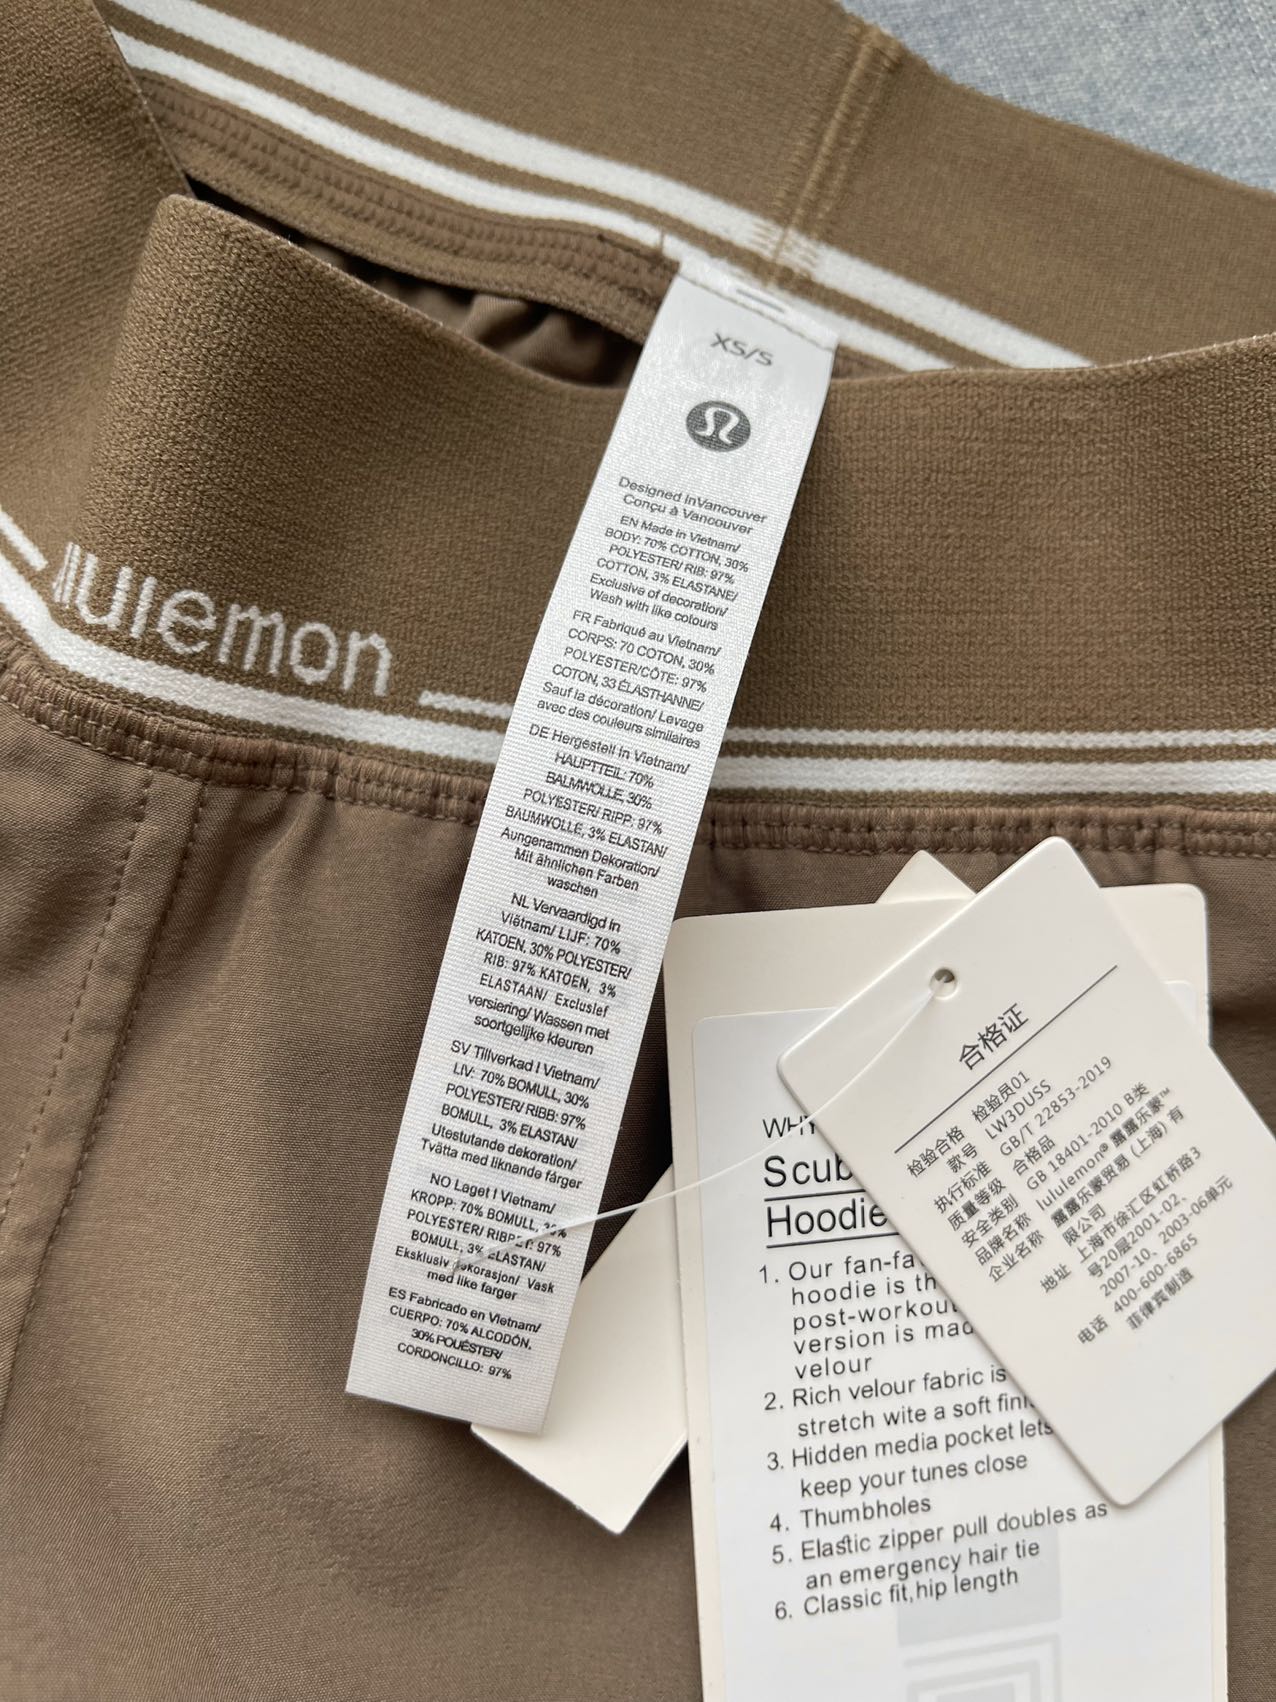 lululemon
XS/S
Designed InVancouver
Conçu à Vancouver
EN Made in Vietnam/
BODY: 70% COTTON, 30%
POLYESTER/ RIB: 97%
COTTON, 3% ELASTANE/
Exclusive of decoration/
Wash with like colours
FR Fabriqué au Vietnam/
CORPS: 70 COTON, 30%
POLYESTER/CÔTE: 97%
COTON, 33 ÉLASTHANNE/
Sauf la décoration/ Levage
avec des couleurs similaires
DE Hergestell in Vietnam/
HAUPTTEIL: 70%
BALMWOLLE, 30%
POLYESTER/ RIPP: 97%
BAUMWOLLE, 3% ELASTAN/
Aungenammen Dekoration/
Mit ähnlichen Farben
waschen
NL Vervaardigd in
Viêtnam/ LIJF: 70%
KATOEN, 30% POLYESTER/
RIB: 97% KATOEN, 3%
ELASTAAN/ Exclusief
versiering/ Wassen met
soortgelijke kleuren
SV Tillverkad I Vietnam/
LIV: 70% BOMULL, 30%
POLYESTER/ RIBB: 97%
BOMULL, 3% ELASTAN/
Utestutande dekoration/
Tvätta med liknande färger
NO Laget I Vietnam/
KROPP: 70% BOMULL, 3%
POLYESTER/ RIBBET: 97%
BOMULL, 3% ELASTAN/
Eksklusiv dekorasjon/ Vask
med like farger
ES Fabricado en Vietnam/
CUERPO: 70% ALCODÓN,
30% POUÉSTER/
CORDONCILLO: 97%
合格证
检验合格 检验员01
款号 LW3DUSS
执行标准 GB/T 22853-2019
质量等级 合格品
安全类别 GB 18401-2010 B类
品牌名称 lululemon® 露露乐蒙™
企业名称 露露乐蒙贸易 (上海) 有
限公司
地址 上海市徐汇区虹桥路3
号20层2001-02、
2007-10、2003-06单元
电话 400-600-6865
菲律宾制造
WHY
Scub
Hoodie
1. Our fan-fa
hoodie is th
post-workou
version is mad
velour
2. Rich velour fabric is
stretch wite a soft fini
3. Hidden media pocket lets
keep your tunes close
4. Thumbholes
5. Elastic zipper pull doubles as
an emergency hair tie
6. Classic fit,hip length